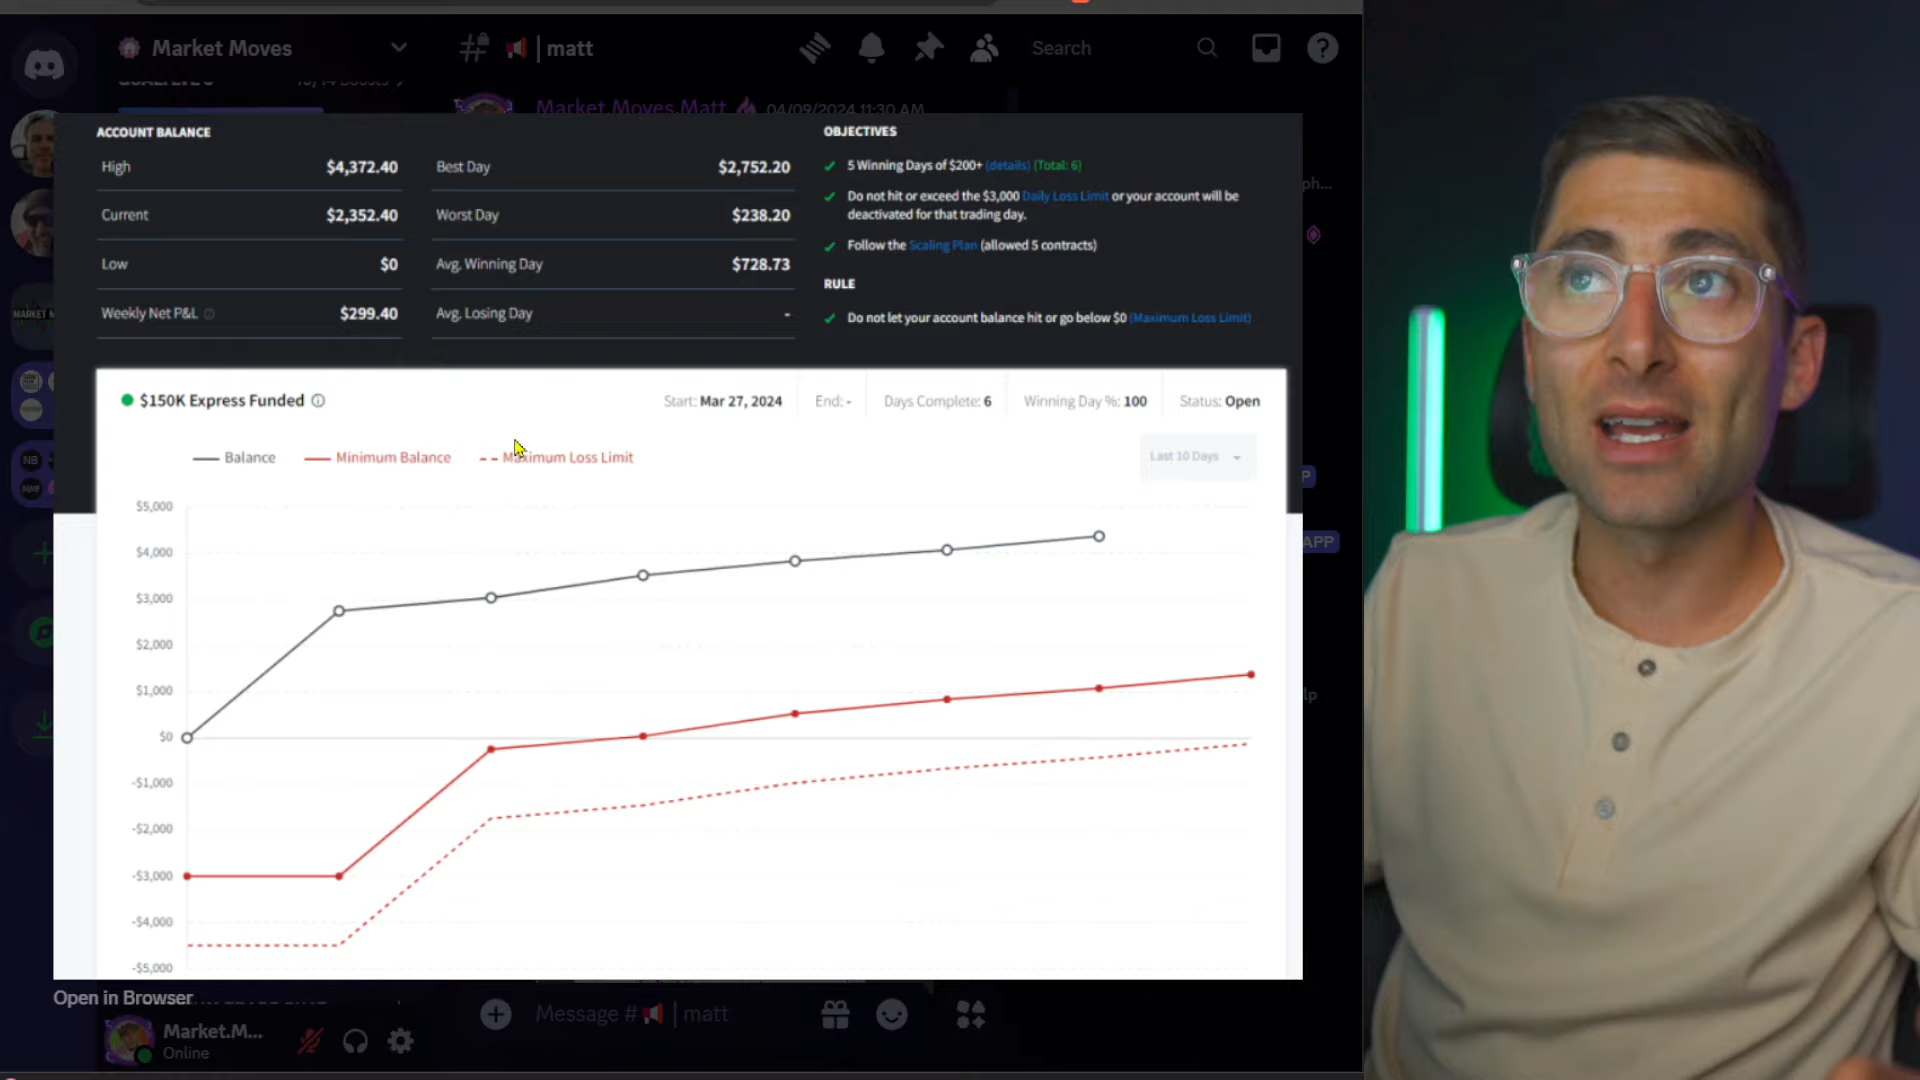 Market Moves
| matt
Search
Market Moves Matt 04/09/2024 11:30 AM
ACCOUNT BALANCE
High $4,372.40
Current $2,352.40
Low $0
Weekly Net P&L $299.40
Best Day $2,752.20
Worst Day $238.20
Avg. Winning Day $728.73
Avg. Losing Day -
OBJECTIVES
5 Winning Days of $200+ (details) (Total: 6)
Do not hit or exceed the $3,000 Daily Loss Limit or your account will be
deactivated for that trading day.
Follow the Scaling Plan (allowed 5 contracts)
RULE
Do not let your account balance hit or go below $0 (Maximum Loss Limit)
ph...
MARKET M
NB
$150K Express Funded
Start: Mar 27, 2024
End: -
Days Complete: 6
Winning Day %: 100
Status: Open
Balance
Minimum Balance
Maximum Loss Limit
Last 10 Days
$5,000
$4,000
$3,000
$2,000
$1,000
$0
-$1,000
-$2,000
-$3,000
-$4,000
-$5,000
P
APP
lp
Open in Browser
Message # | matt
Market.M...
Online